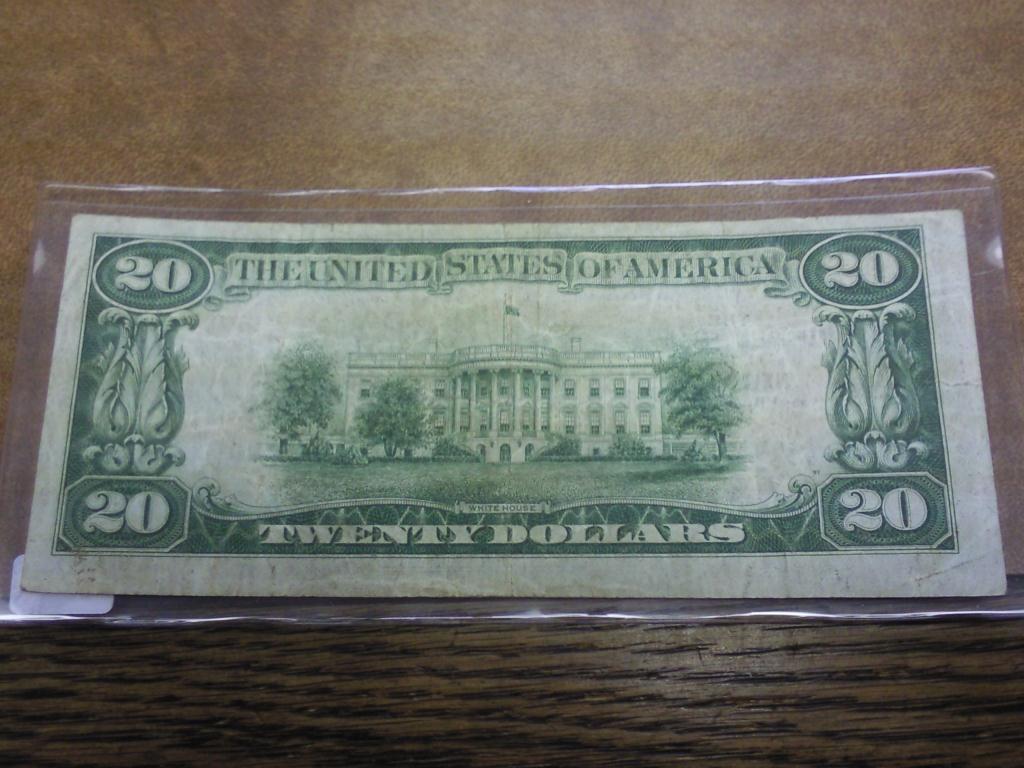 20 THE UNITED STATES OF AMERICA 20
WHITE HOUSE
20 TWENTY DOLLARS 20